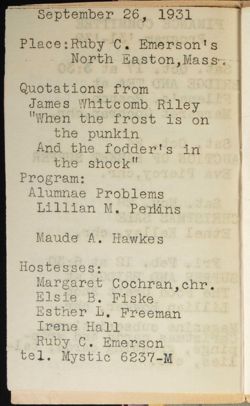 September 26, 1931
Place:Ruby C. Emerson's
North Easton,Mass.
Quotations from
James Whitcomb Riley
"When the frost is on
the punkin
And the fodder's in
the shock"
Program:
Alumnae Problems
Lillian M. Perkins
Maude A. Hawkes
Hostesses:
Margaret Cochran,chr.
Elsie B. Fiske
Esther L. Freeman
Irene Hall
Ruby C. Emerson
tel. Mystic 6237-M